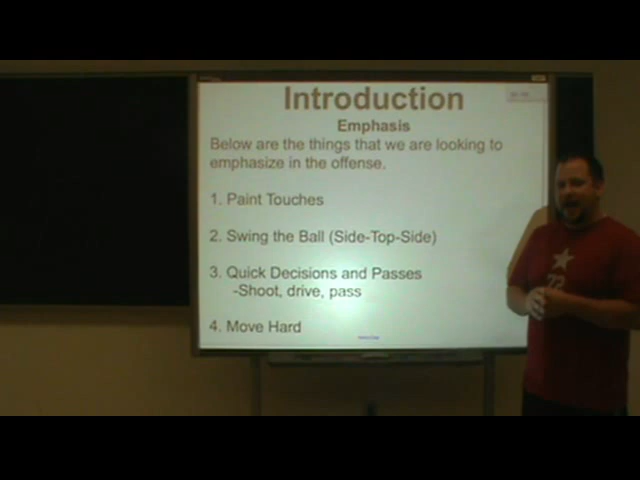 Introduction
Emphasis
Below are the things that we are looking to
emphasize in the offense.
1. Paint Touches
2. Swing the Ball (Side-Top-Side)
3. Quick Decisions and Passes
-Shoot, drive, pass
4. Move Hard